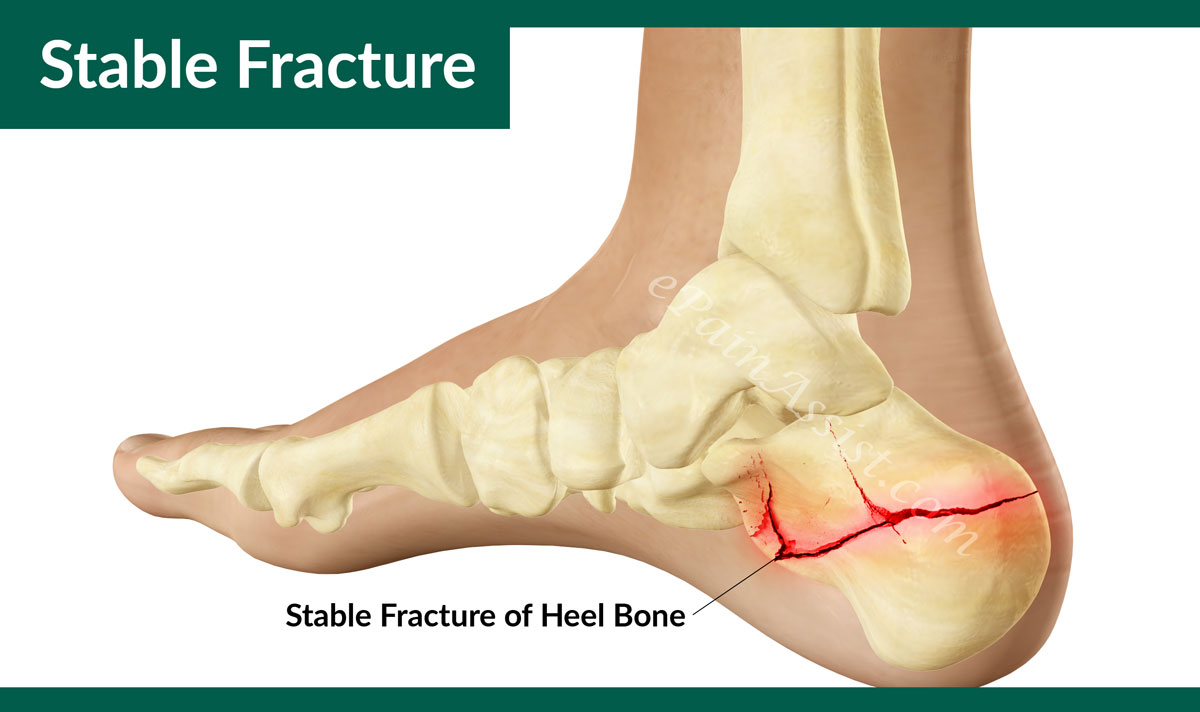 Stable Fracture
ePainAssist.com
Stable Fracture of Heel Bone